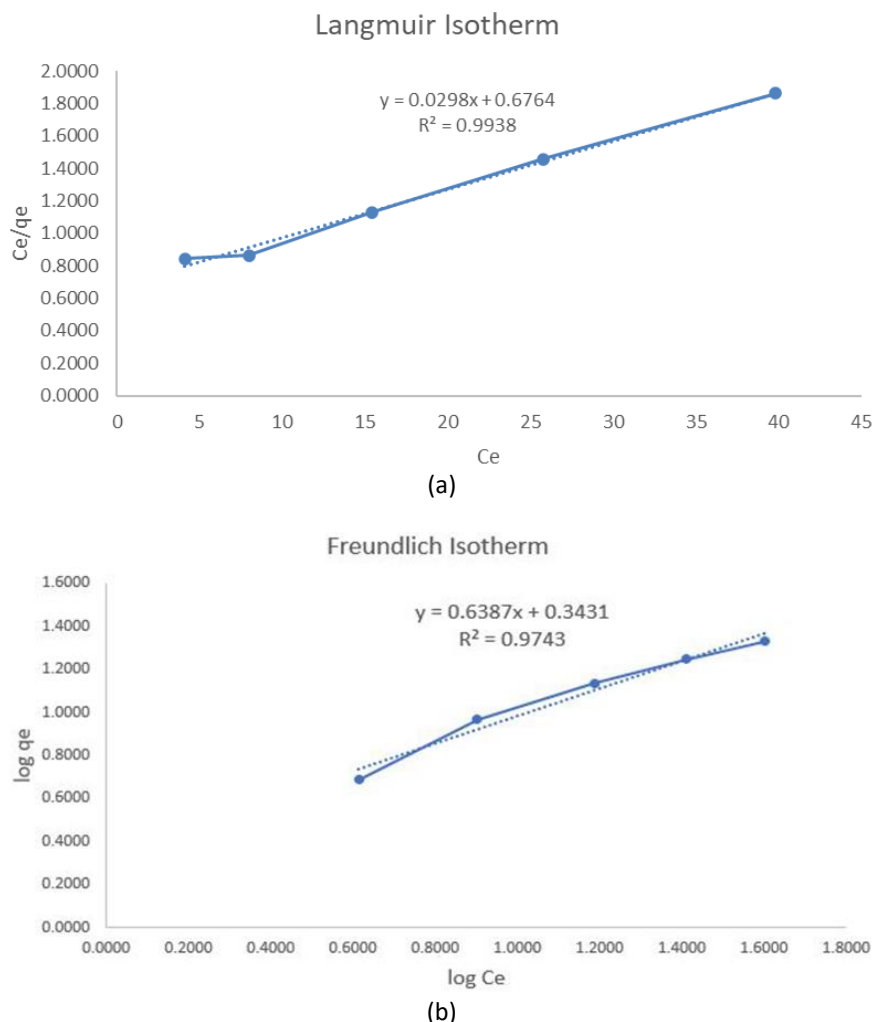 Langmuir Isotherm
2.0000
1.8000
1.6000
1.4000
1.2000
1.0000
0.8000
0.6000
0.4000
0.2000
0.0000
Ce/qe
y = 0.0298x + 0.6764
R² = 0.9938
0 5 10 15 20 25 30 35 40 45
Ce
(a)
Freundlich Isotherm
1.6000
1.4000
1.2000
1.0000
0.8000
0.6000
0.4000
0.2000
0.0000
log qe
y = 0.6387x + 0.3431
R² = 0.9743
0.0000 0.2000 0.4000 0.6000 0.8000 1.0000 1.2000 1.4000 1.6000 1.8000
log Ce
(b)